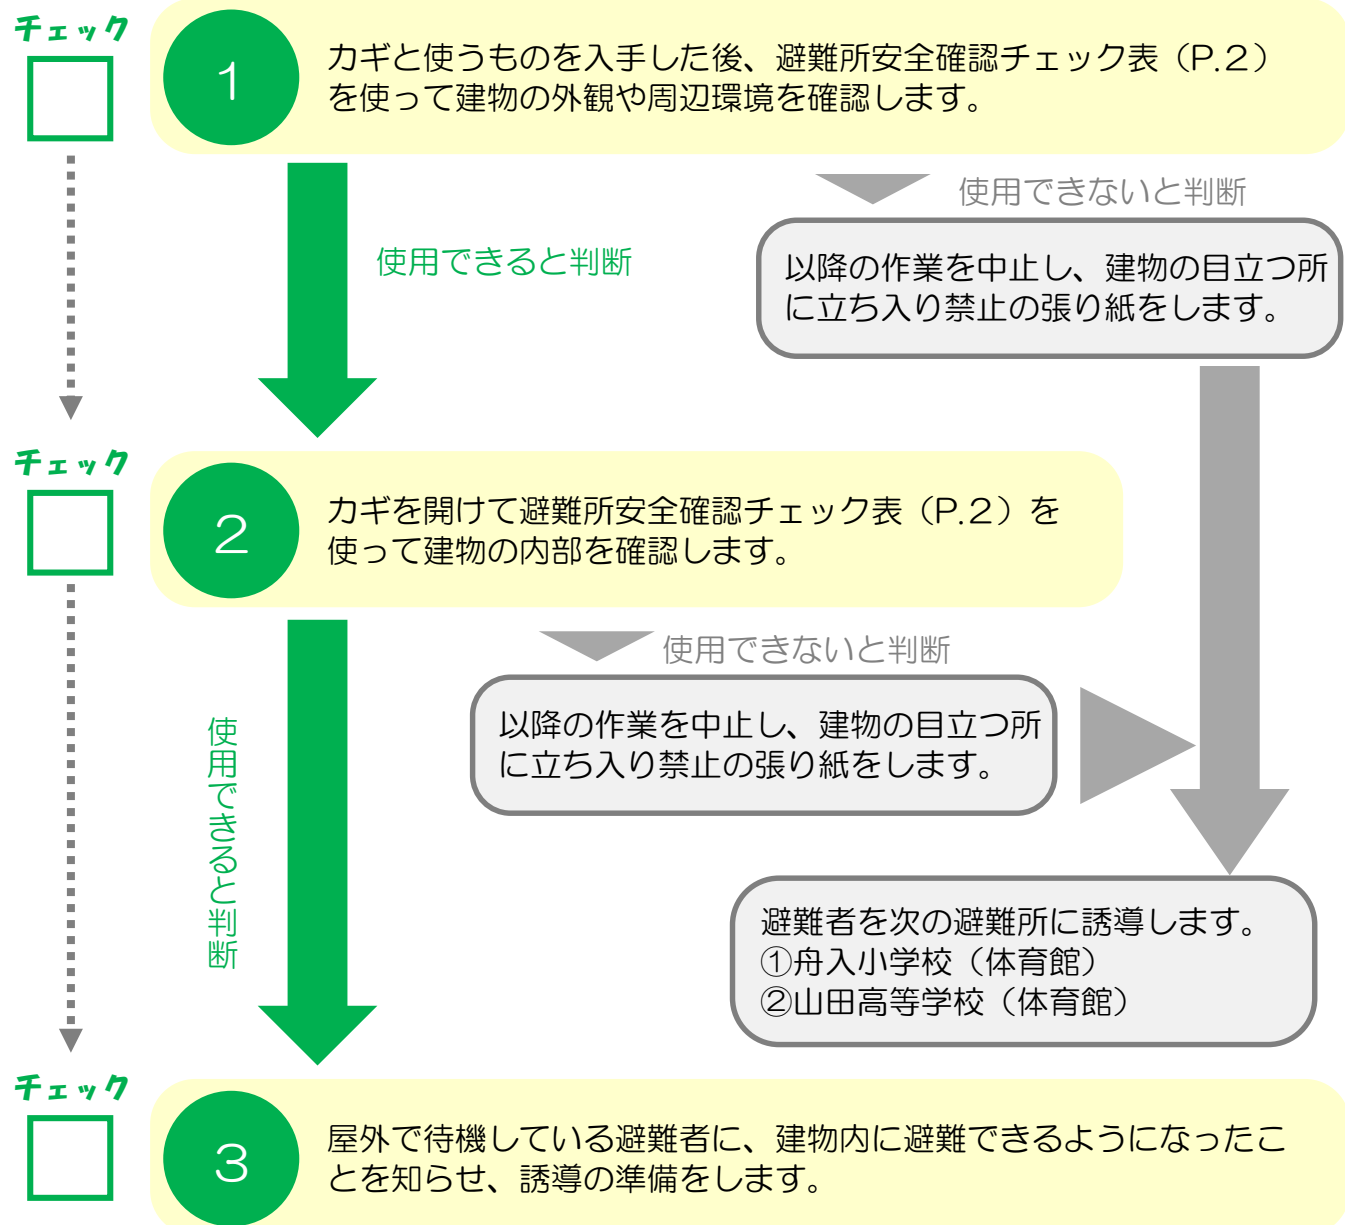 チェック
1
カギと使うものを入手した後、避難所安全確認チェック表（P.2）
を使って建物の外観や周辺環境を確認します。
使用できないと判断
使用できると判断
以降の作業を中止し、建物の目立つ所
に立ち入り禁止の張り紙をします。
チェック
2
カギを開けて避難所安全確認チェック表（P.2）を
使って建物の内部を確認します。
使用できないと判断
以降の作業を中止し、建物の目立つ所
に立ち入り禁止の張り紙をします。
使用できると判断
避難者を次の避難所に誘導します。
①舟入小学校（体育館）
②山田高等学校（体育館）
チェック
3
屋外で待機している避難者に、建物内に避難できるようになったこ
とを知らせ、誘導の準備をします。